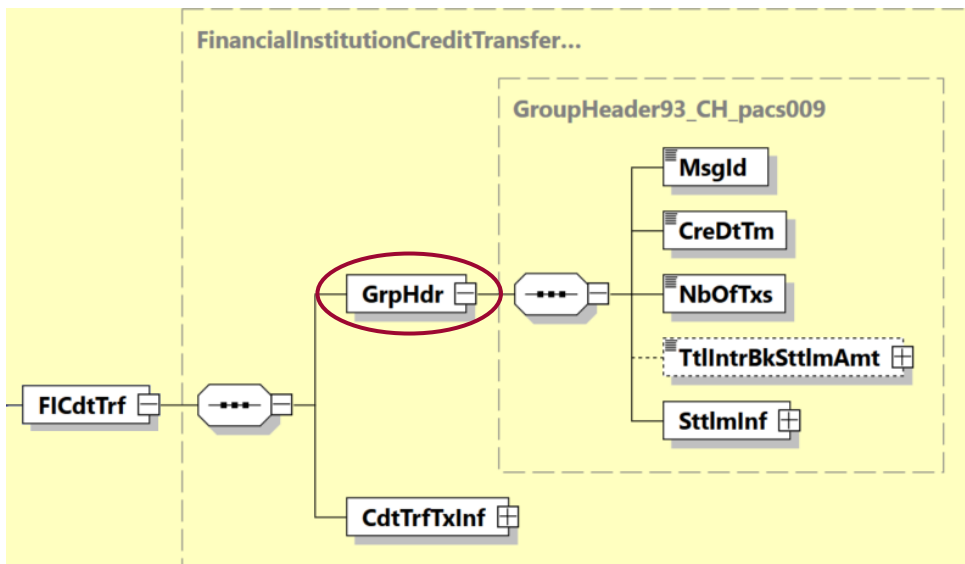 FinancialInstitutionCreditTransfer...
GroupHeader93_CH_pacs009
MsgId
CreDtTm
GrpHdr
NbOfTxs
TtlIntrBkSttlmAmt
FICdtTrf
SttlmInf
CdtTrfTxInf